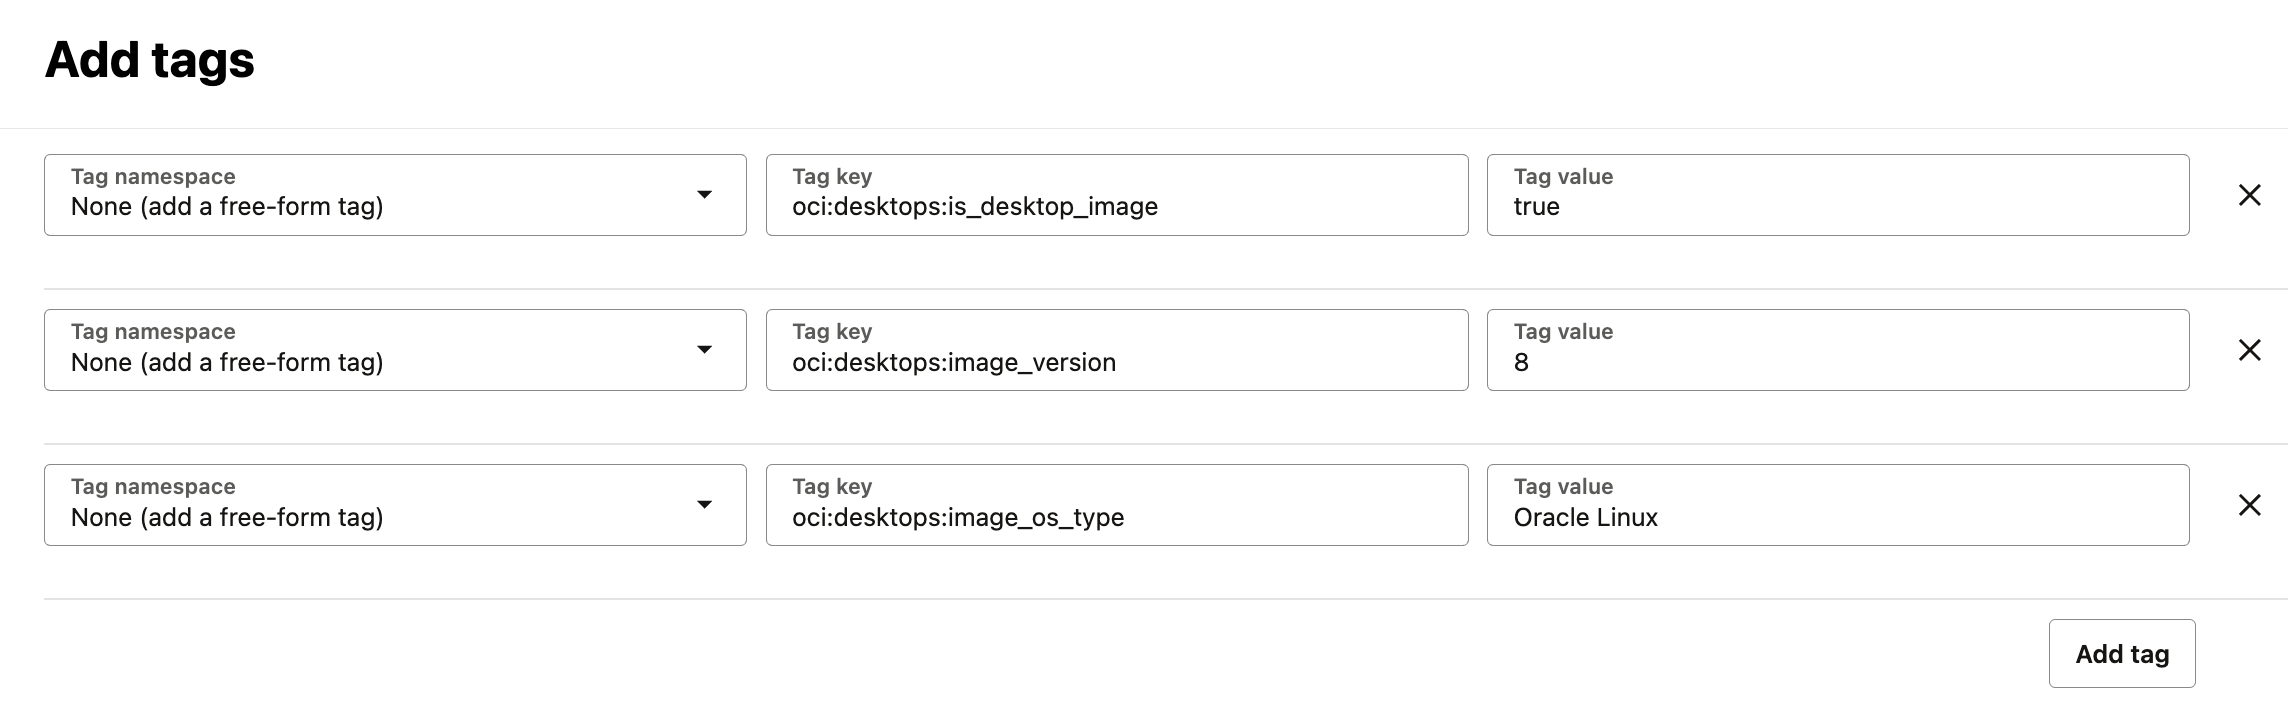 Add tags
Tag namespace
None (add a free-form tag)
Tag key
oci:desktops:is_desktop_image
Tag value
true
Tag namespace
None (add a free-form tag)
Tag key
oci:desktops:image_version
Tag value
8
Tag namespace
None (add a free-form tag)
Tag key
oci:desktops:image_os_type
Tag value
Oracle Linux
Add tag